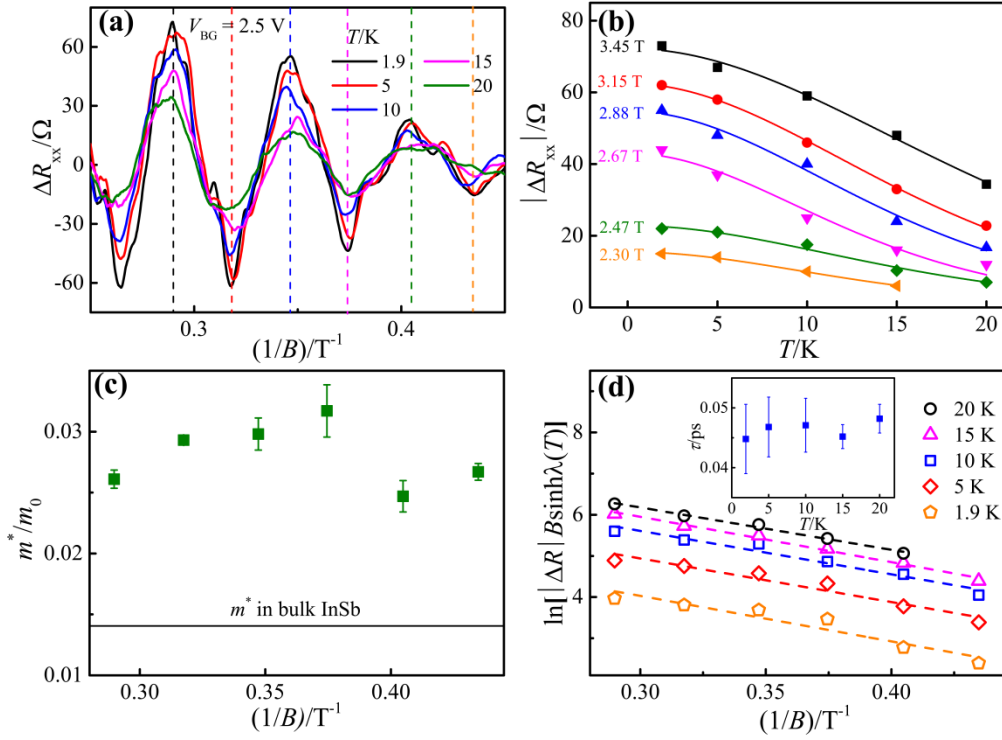 (a)
V_BG = 2.5 V
T/K
1.9
15
5
20
10
60
30
0
-30
-60
ΔR_xx/Ω
0.3
0.4
(1/B)/T⁻¹
(b)
80
60
40
20
0
|ΔR_xx|/Ω
3.45 T
3.15 T
2.88 T
2.67 T
2.47 T
2.30 T
0
5
10
15
20
T/K
(c)
0.03
0.02
0.01
m*/m₀
m* in bulk InSb
0.30
0.35
0.40
(1/B)/T⁻¹
(d)
8
6
4
ln[|ΔR|Bsinhλ(T)]
0.05
0.04
τ/ps
0
5
10
15
20
T/K
20 K
15 K
10 K
5 K
1.9 K
0.30
0.35
0.40
(1/B)/T⁻¹